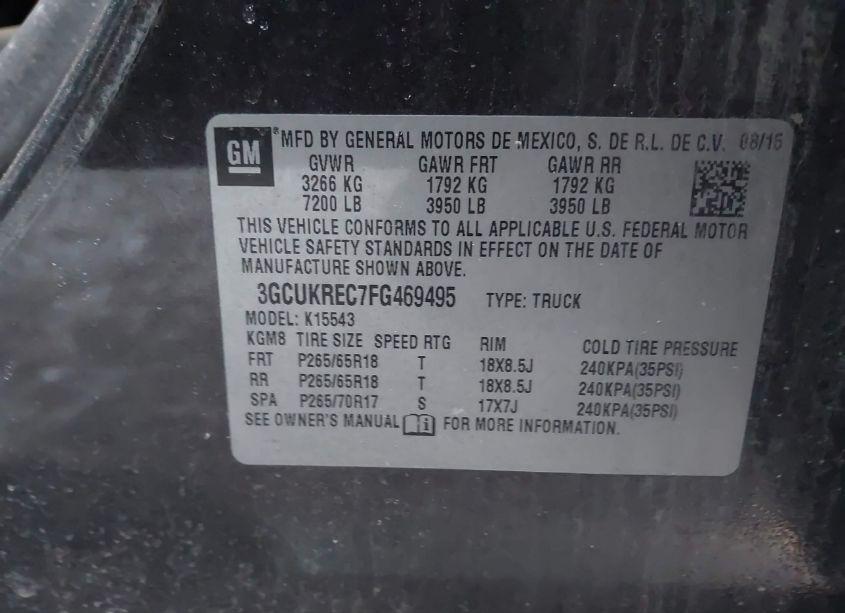 GM
®MFD BY GENERAL MOTORS DE MEXICO, S. DE R.L. DE C.V. 08/15
GVWR GAWR FRT GAWR RR
3266 KG 1792 KG 1792 KG
7200 LB 3950 LB 3950 LB
THIS VEHICLE CONFORMS TO ALL APPLICABLE U.S. FEDERAL MOTOR
VEHICLE SAFETY STANDARDS IN EFFECT ON THE DATE OF
MANUFACTURE SHOWN ABOVE.
3GCUKREC7FG469495 TYPE: TRUCK
MODEL: K15543
KGM8 TIRE SIZE SPEED RTG RIM COLD TIRE PRESSURE
FRT P265/65R18 T 18X8.5J 240KPA(35PSI)
RR P265/65R18 T 18X8.5J 240KPA(35PSI)
SPA P265/70R17 S 17X7J 240KPA(35PSI)
SEE OWNER'S MANUAL i FOR MORE INFORMATION.